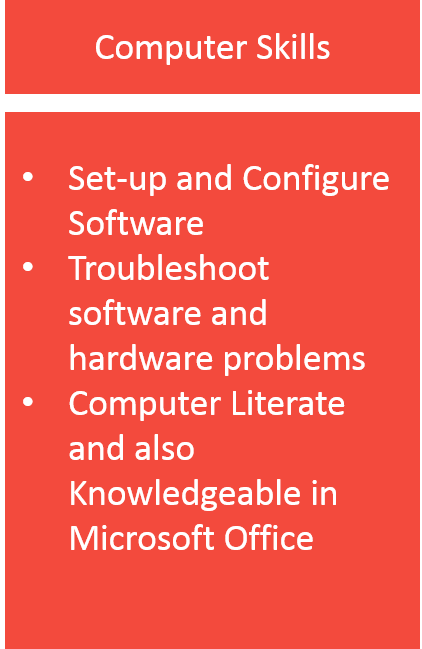 Computer Skills
• Set-up and Configure
Software
• Troubleshoot
software and
hardware problems
• Computer Literate
and also
Knowledgeable in
Microsoft Office